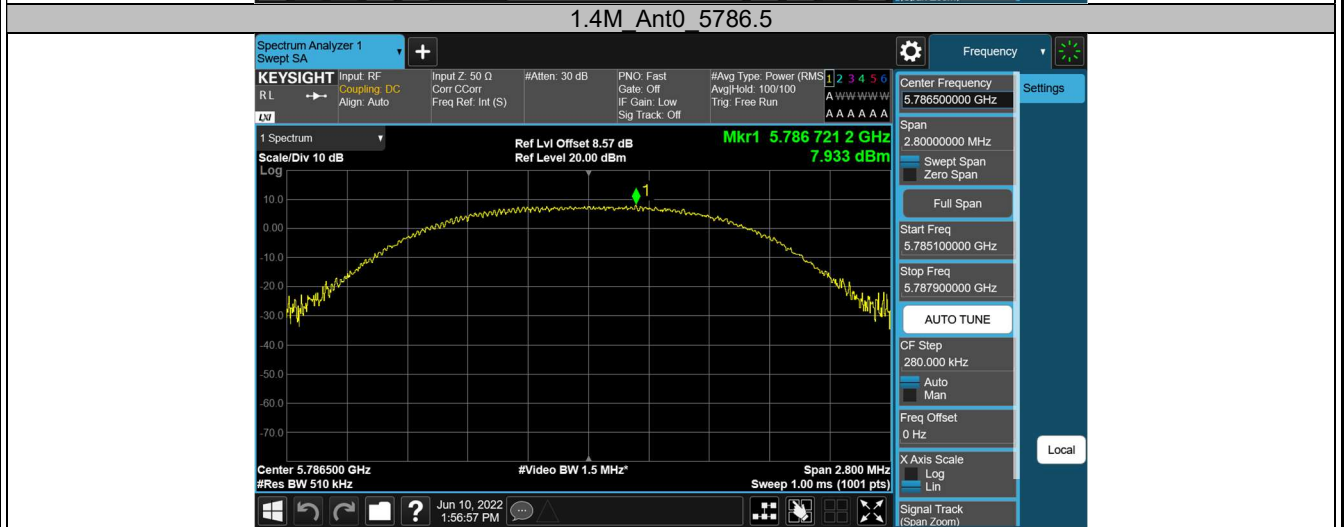 1.4M_Ant0_5786.5
Spectrum Analyzer 1
Swept SA
Frequency
KEYSIGHT
RL
LXI
Input: RF
Coupling: DC
Align: Auto
Input Z: 50 Ω
Corr CCorr
Freq Ref: Int (S)
#Atten: 30 dB
PNO: Fast
Gate: Off
IF Gain: Low
Sig Track: Off
#Avg Type: Power (RMS
Avg|Hold: 100/100
Trig: Free Run
1 2 3 4 5 6
A W W W W W
A A A A A A
1 Spectrum
Scale/Div 10 dB
Log
Ref Lvl Offset 8.57 dB
Ref Level 20.00 dBm
Mkr1 5.786 721 2 GHz
7.933 dBm
1
10.0
0.00
-10.0
-20.0
-30.0
-40.0
-50.0
-60.0
-70.0
Center 5.786500 GHz
#Res BW 510 kHz
#Video BW 1.5 MHz*
Span 2.800 MHz
Sweep 1.00 ms (1001 pts)
Jun 10, 2022
1:56:57 PM
Center Frequency
5.786500000 GHz
Span
2.80000000 MHz
Swept Span
Zero Span
Full Span
Start Freq
5.785100000 GHz
Stop Freq
5.787900000 GHz
AUTO TUNE
CF Step
280.000 kHz
Auto
Man
Freq Offset
0 Hz
X Axis Scale
Log
Lin
Signal Track
(Span Zoom)
Settings
Local